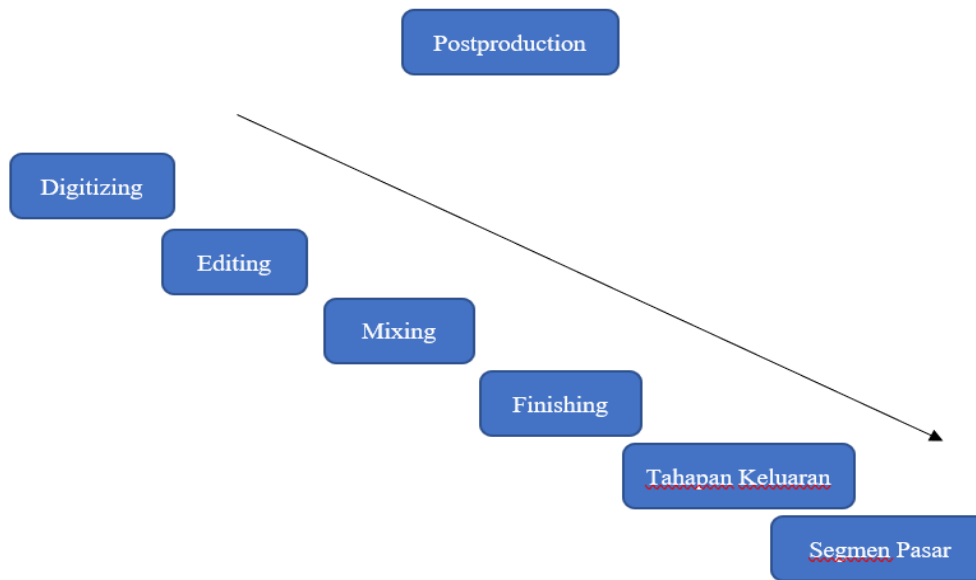 Postproduction
Digitizing
Editing
Mixing
Finishing
Tahapan Keluaran
Segmen Pasar